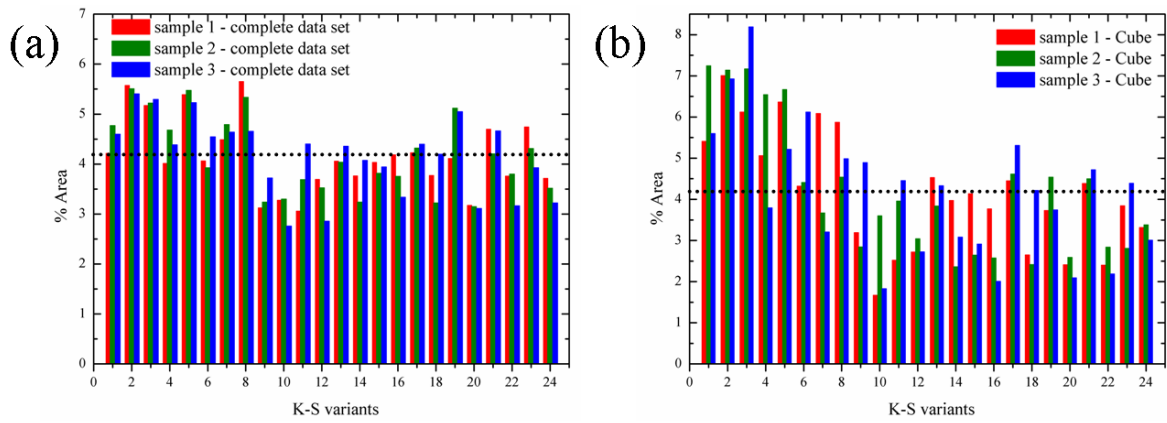 (a)
sample 1 - complete data set
sample 2 - complete data set
sample 3 - complete data set
7
6
5
4
3
2
1
0
% Area
0 2 4 6 8 10 12 14 16 18 20 22 24
K-S variants
(b)
sample 1 - Cube
sample 2 - Cube
sample 3 - Cube
8
7
6
5
4
3
2
1
0
% Area
0 2 4 6 8 10 12 14 16 18 20 22 24
K-S variants